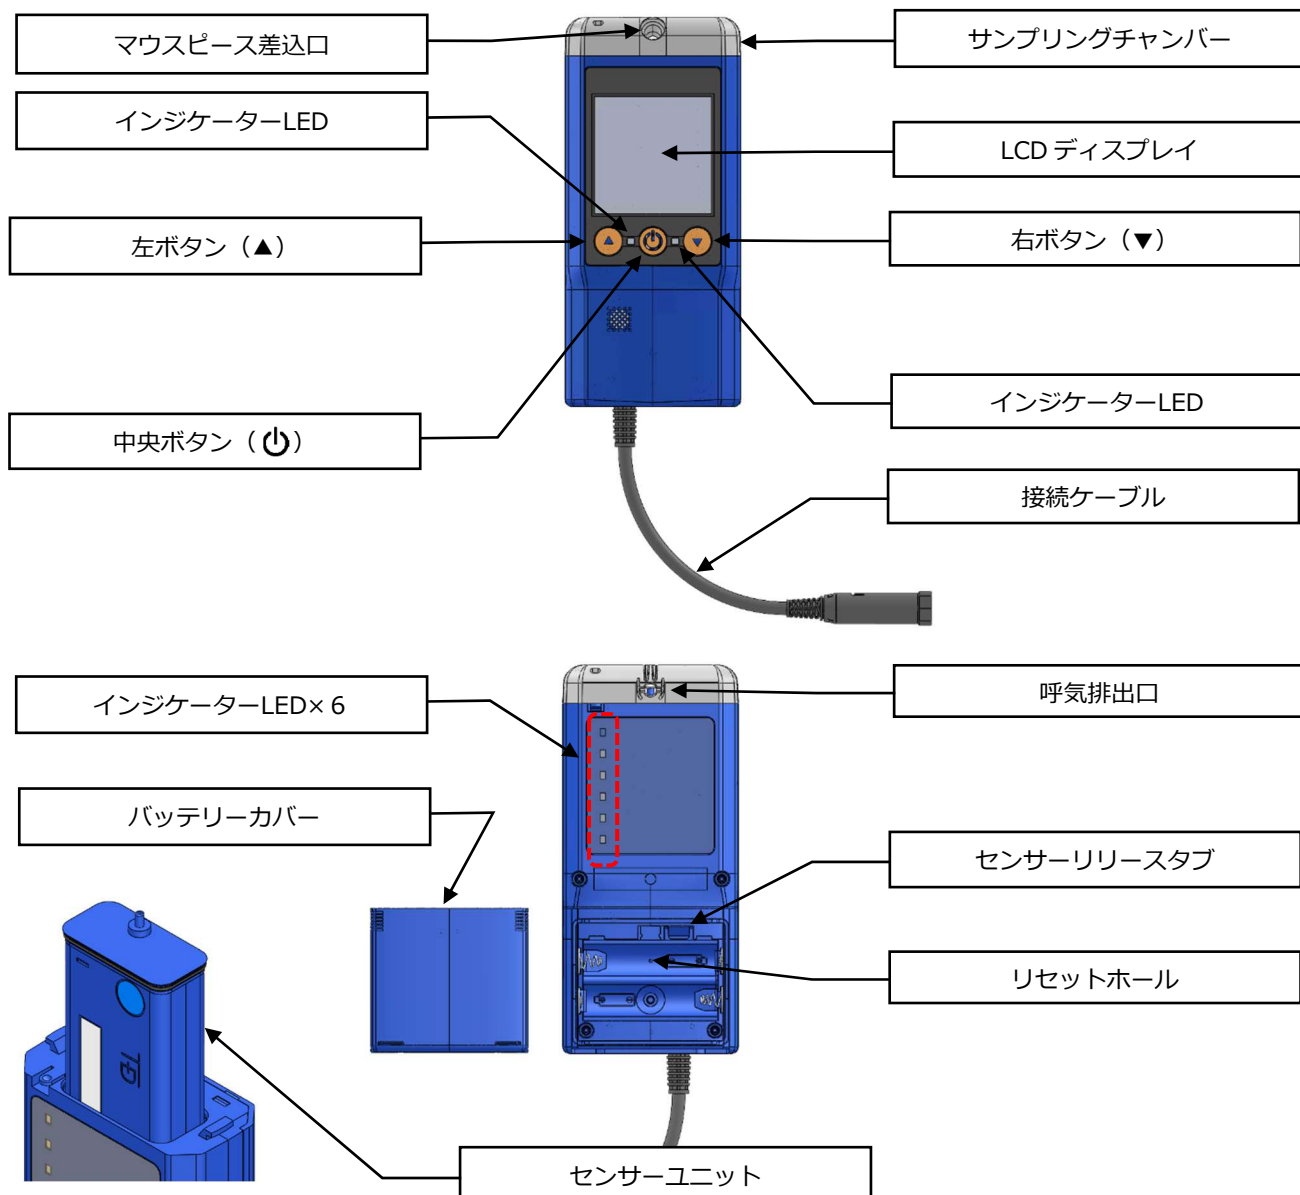 マウスピース差込口
サンプリングチャンバー
インジケーターLED
LCD ディスプレイ
左ボタン（▲）
右ボタン（▼）
インジケーターLED
中央ボタン（⏻）
接続ケーブル
インジケーターLED×６
呼気排出口
バッテリーカバー
センサーリリースタブ
リセットホール
センサーユニット